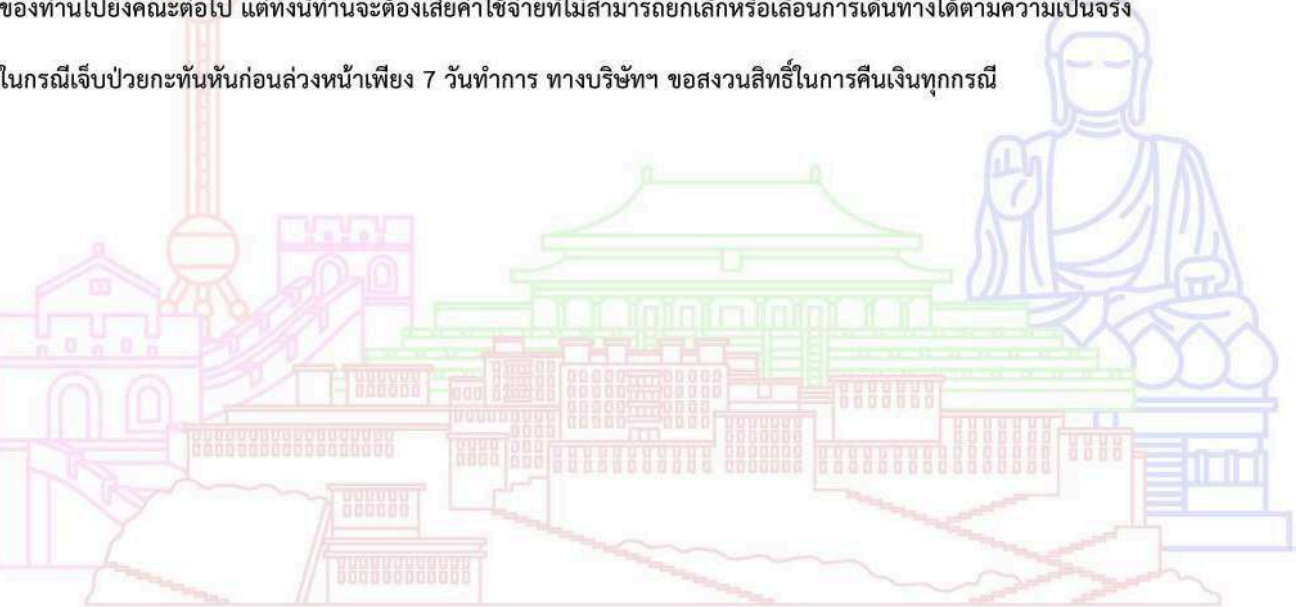 ของท่านไปยังคณะต่อไป แต่ทั้งนี้ท่านจะต้องเสียค่าใช้จ่ายที่ไม่สามารถยกเลิกหรือเลื่อนการเดินทางได้ตามความเป็นจริง
ในกรณีเจ็บป่วยกะทันหันก่อนล่วงหน้าเพียง 7 วันทำการ ทางบริษัทฯ ขอสงวนสิทธิ์ในการคืนเงินทุกกรณี